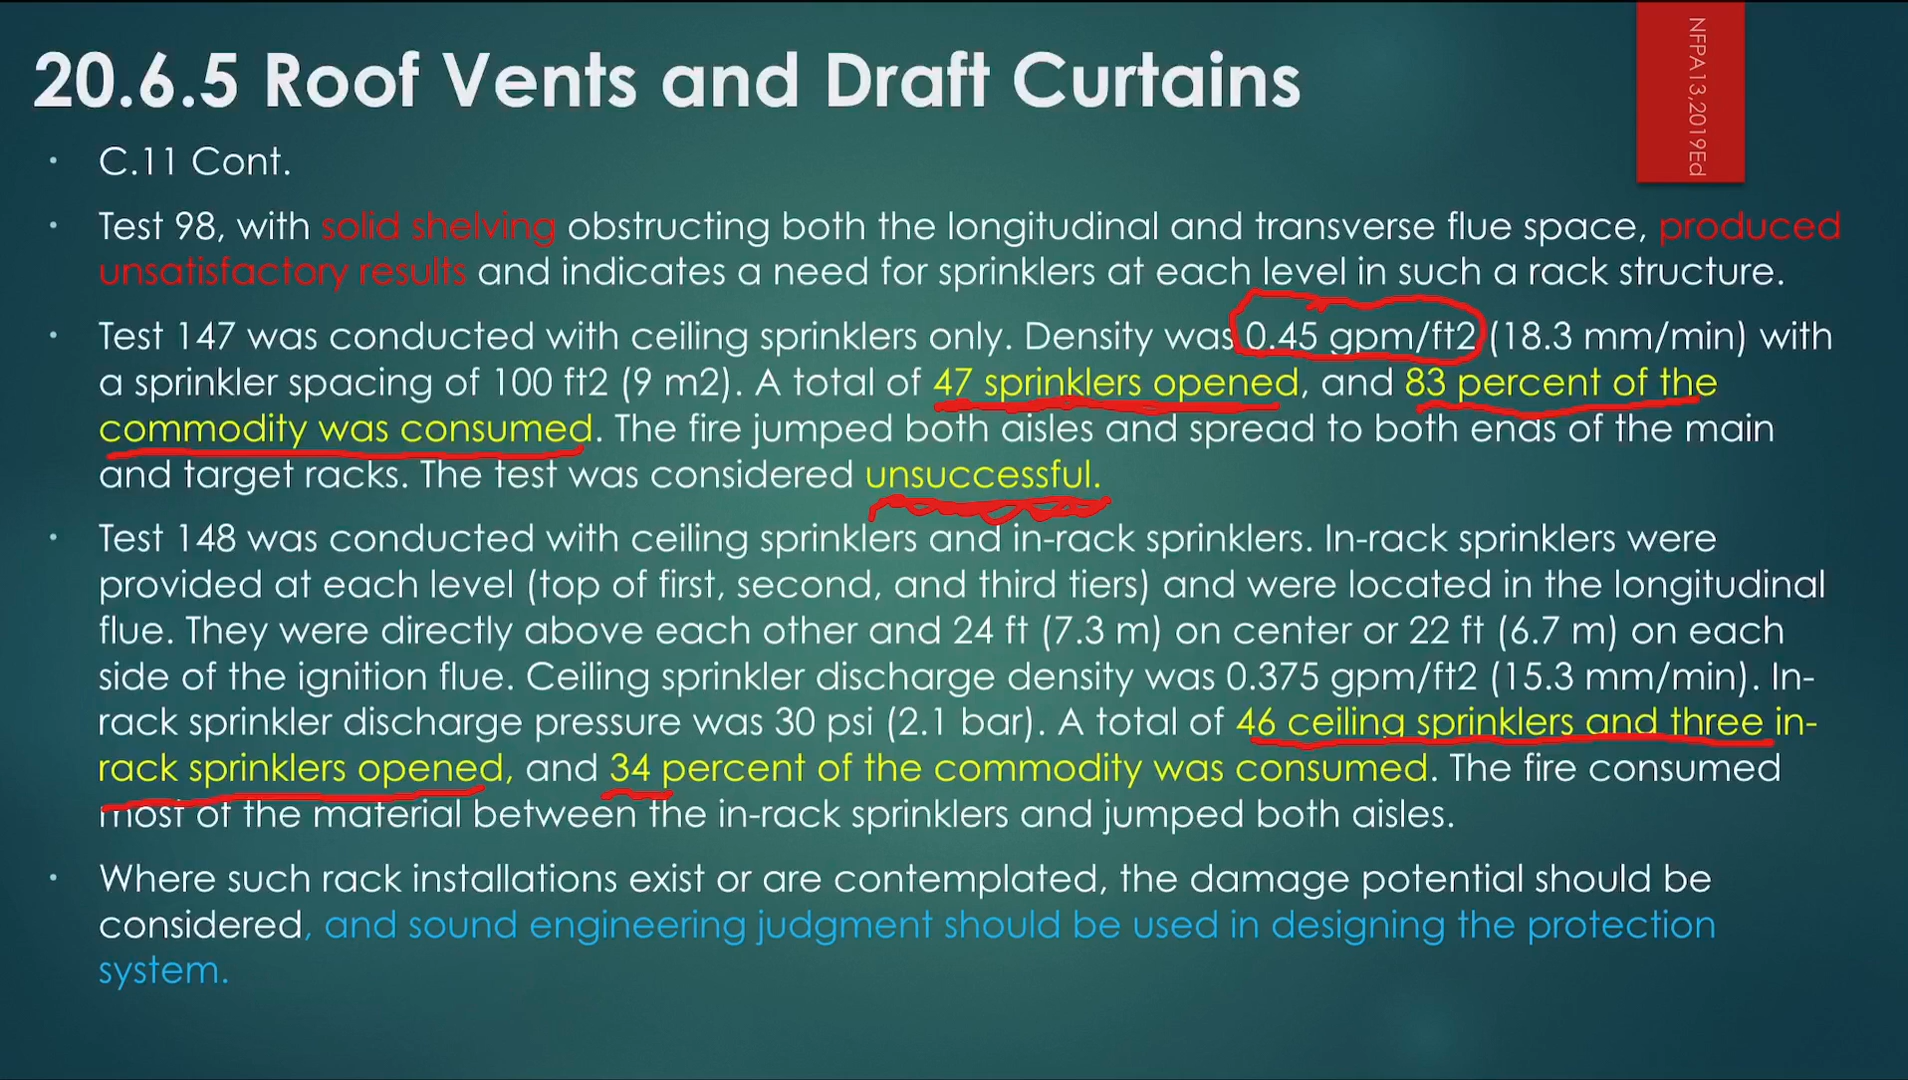 20.6.5 Roof Vents and Draft Curtains
NFPA13,2019Ed
• C.11 Cont.
• Test 98, with solid shelving obstructing both the longitudinal and transverse flue space, produced
unsatisfactory results and indicates a need for sprinklers at each level in such a rack structure.
• Test 147 was conducted with ceiling sprinklers only. Density was 0.45 gpm/ft2 (18.3 mm/min) with
a sprinkler spacing of 100 ft2 (9 m2). A total of 47 sprinklers opened, and 83 percent of the
commodity was consumed. The fire jumped both aisles and spread to both ends of the main
and target racks. The test was considered unsuccessful.
• Test 148 was conducted with ceiling sprinklers and in-rack sprinklers. In-rack sprinklers were
provided at each level (top of first, second, and third tiers) and were located in the longitudinal
flue. They were directly above each other and 24 ft (7.3 m) on center or 22 ft (6.7 m) on each
side of the ignition flue. Ceiling sprinkler discharge density was 0.375 gpm/ft2 (15.3 mm/min). In-
rack sprinkler discharge pressure was 30 psi (2.1 bar). A total of 46 ceiling sprinklers and three in-
rack sprinklers opened, and 34 percent of the commodity was consumed. The fire consumed
most of the material between the in-rack sprinklers and jumped both aisles.
• Where such rack installations exist or are contemplated, the damage potential should be
considered, and sound engineering judgment should be used in designing the protection
system.